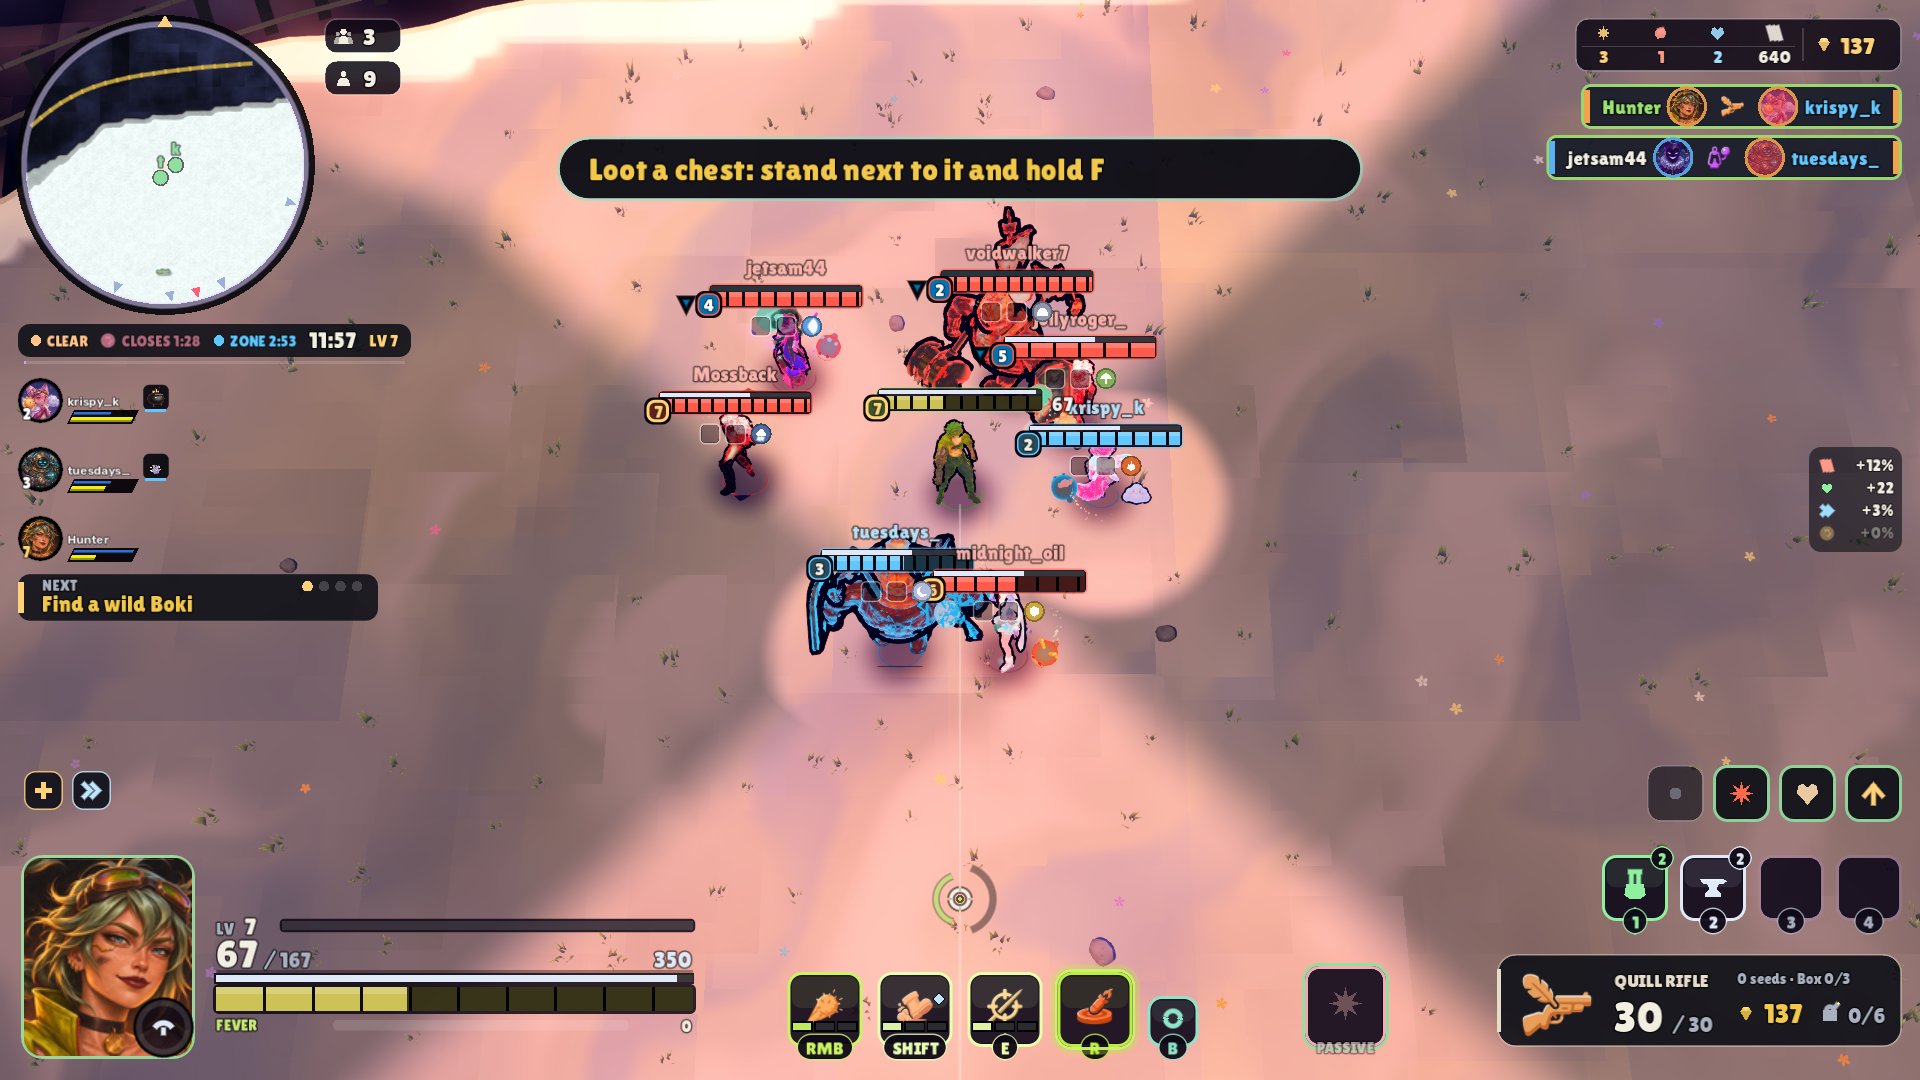 3
9
3
1
2
640
137
Hunter
krispy_k
jetsam44
tuesdays_
Loot a chest: stand next to it and hold F
k
CLEAR
CLOSES 1:28
ZONE 2:53
11:57
LV 7
krispy_k
2
tuesdays_
3
Hunter
7
NEXT
Find a wild Boki
jetsam44
4
voidwalker7
2
5
Mossback
7
7
67
krispy_k
2
tuesdays_
3
midnight_oil
+12%
+22
+3%
+0%
LV 7
67 / 167
350
FEVER
0
RMB
SHIFT
E
R
B
PASSIVE
2
2
1
2
3
4
QUILL RIFLE
0 seeds · Box 0/3
30 / 30
137
0/6